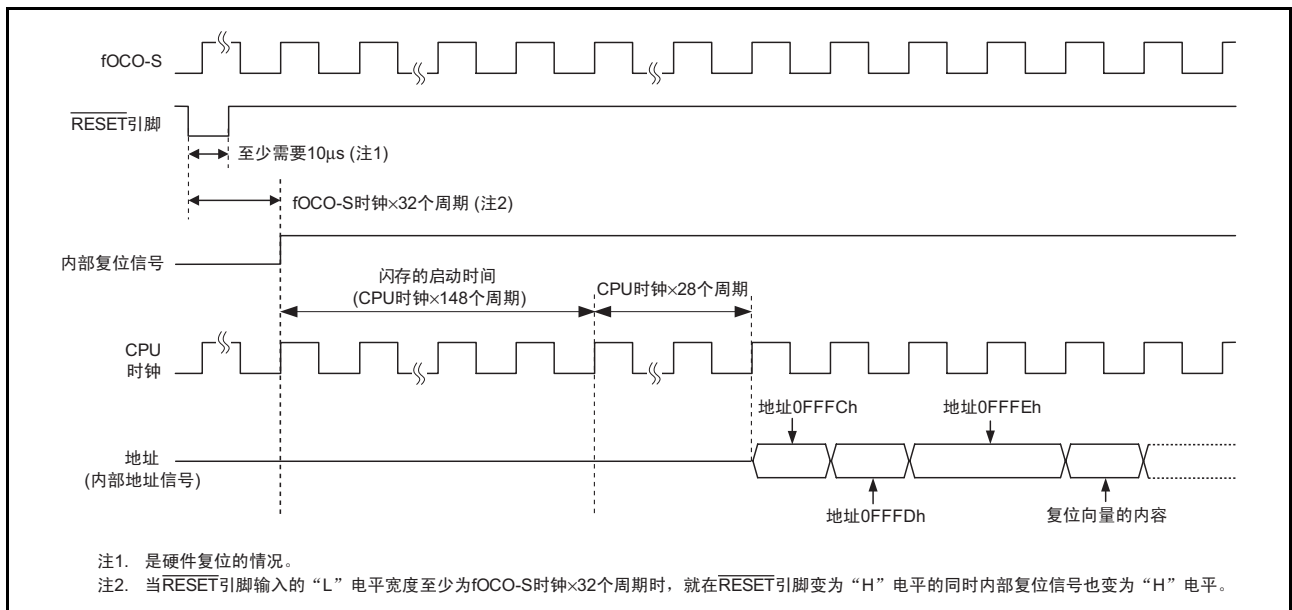 fOCO-S
RESET引脚
至少需要10μs (注1)
fOCO-S时钟×32个周期 (注2)
内部复位信号
闪存的启动时间
(CPU时钟×148个周期)
CPU时钟×28个周期
CPU
时钟
地址0FFFCh
地址0FFFEh
地址
(内部地址信号)
地址0FFFDh
复位向量的内容
注1. 是硬件复位的情况。
注2. 当RESET引脚输入的“L”电平宽度至少为fOCO-S时钟×32个周期时，就在RESET引脚变为“H”电平的同时内部复位信号也变为“H”电平。